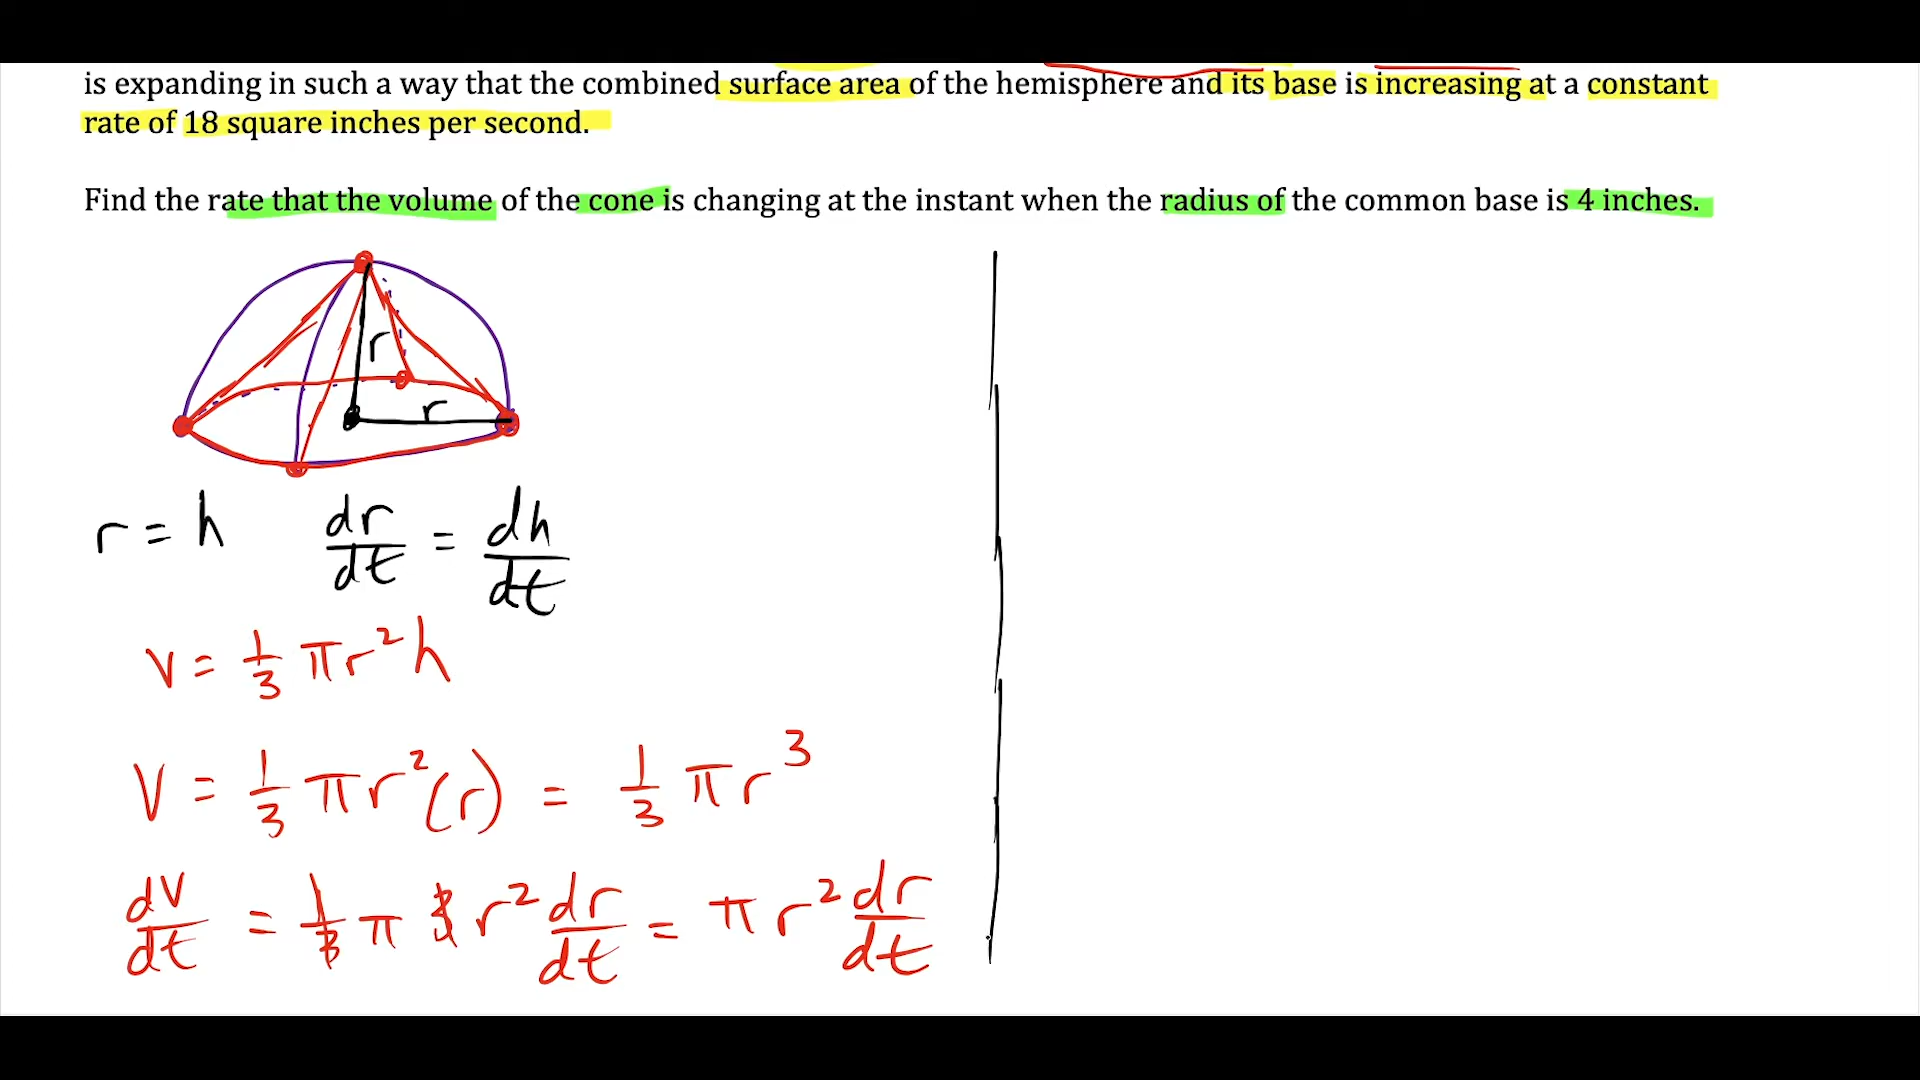 is expanding in such a way that the combined surface area of the hemisphere and its base is increasing at a constant
rate of 18 square inches per second.
Find the rate that the volume of the cone is changing at the instant when the radius of the common base is 4 inches.
r
r
r = h dr/dt = dh/dt
V = 1/3 πr²h
V = 1/3 πr²(r) = 1/3 πr³
dV/dt = 1/3 π 3 r² dr/dt = πr² dr/dt